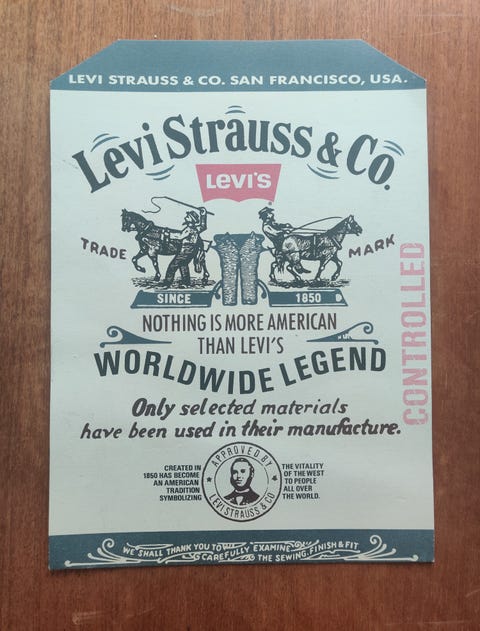 LEVI STRAUSS & CO. SAN FRANCISCO, USA.
Levi Strauss & Co.
LEVI'S
TRADE MARK
SINCE 1850
NOTHING IS MORE AMERICAN
THAN LEVI'S
WORLDWIDE LEGEND
CONTROLLED
Only selected materials
have been used in their manufacture.
CREATED IN
1850 HAS BECOME
AN AMERICAN
TRADITION
SYMBOLIZING
APPROVED BY
LEVI STRAUSS & CO
THE VITALITY
OF THE WEST
TO PEOPLE
ALL OVER
THE WORLD.
WE SHALL THANK YOU TO
CAREFULLY EXAMINE
THE SEWING, FINISH & FIT